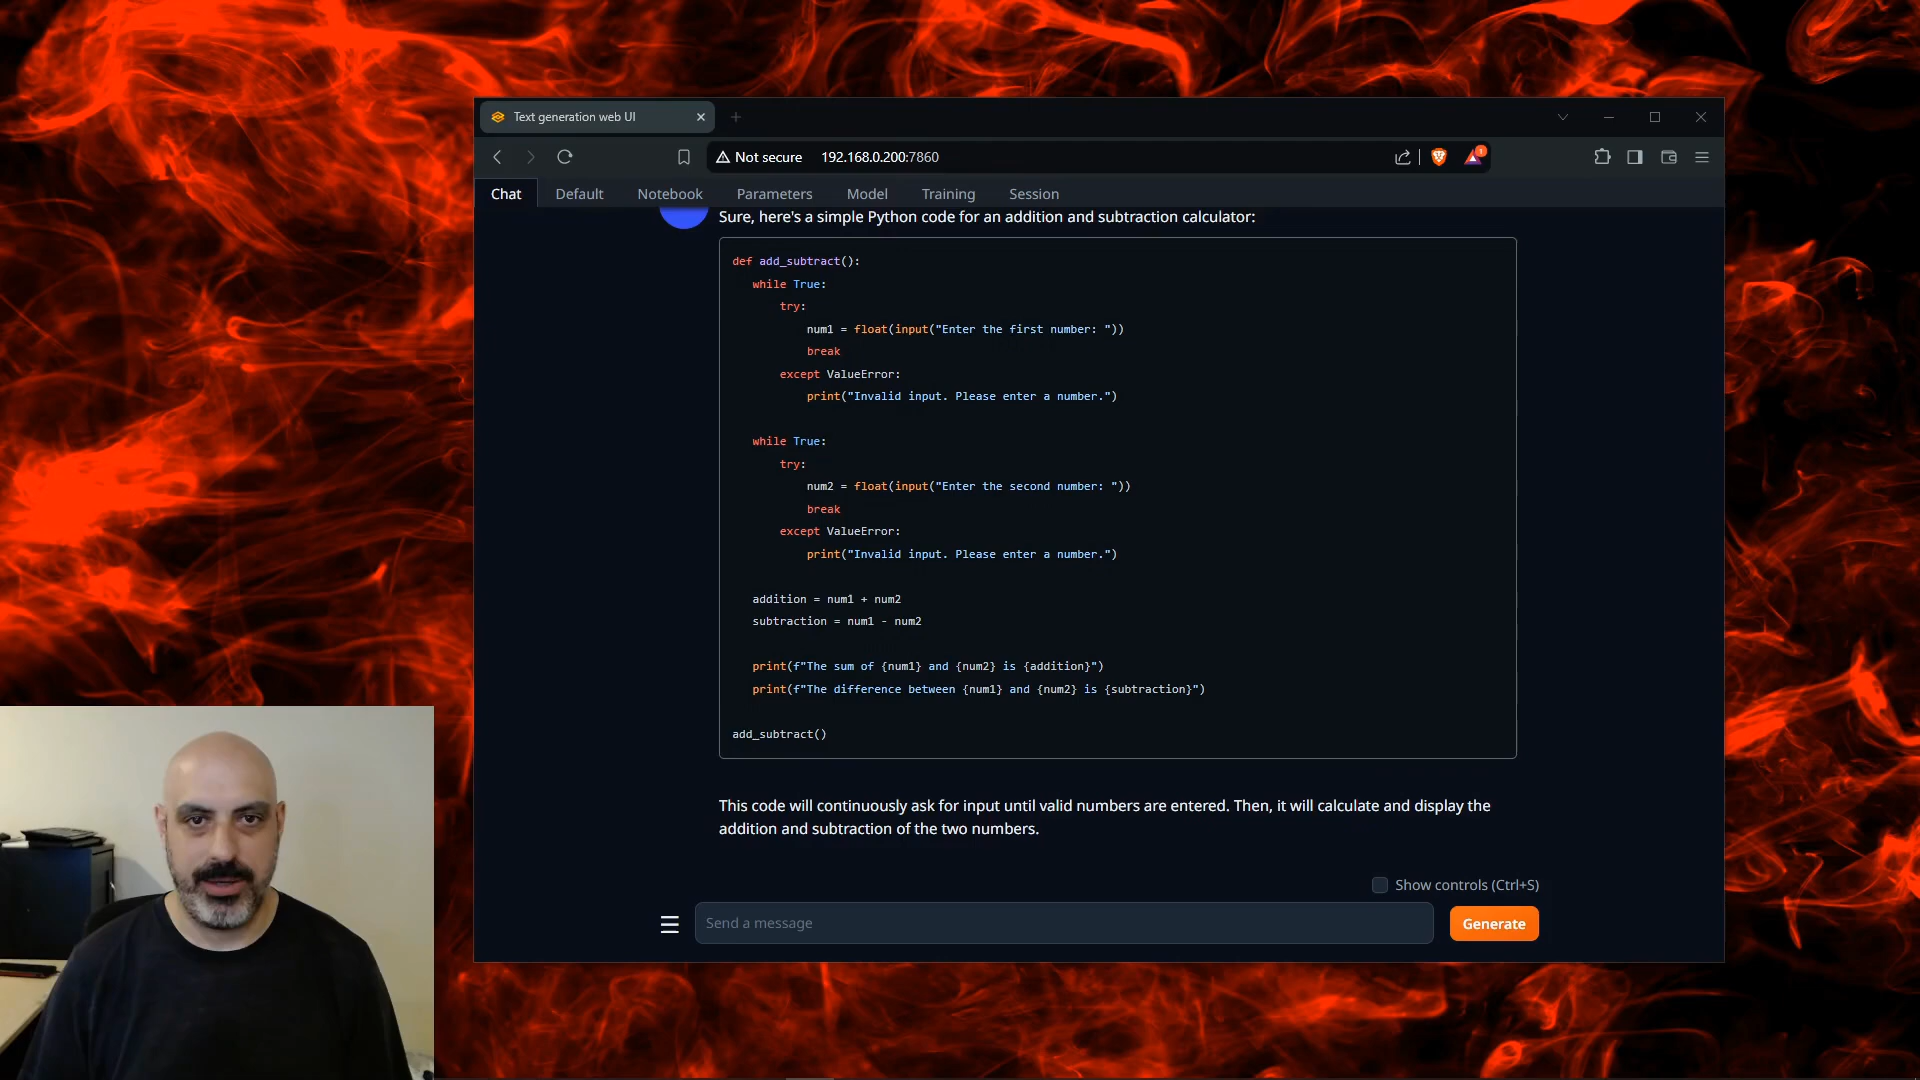 Text generation web UI
Not secure 192.168.0.200:7860
1
Chat Default Notebook Parameters Model Training Session
Sure, here's a simple Python code for an addition and subtraction calculator:
def add_subtract():
while True:
try:
num1 = float(input("Enter the first number: "))
break
except ValueError:
print("Invalid input. Please enter a number.")
while True:
try:
num2 = float(input("Enter the second number: "))
break
except ValueError:
print("Invalid input. Please enter a number.")
addition = num1 + num2
subtraction = num1 - num2
print(f"The sum of {num1} and {num2} is {addition}")
print(f"The difference between {num1} and {num2} is {subtraction}")
add_subtract()
This code will continuously ask for input until valid numbers are entered. Then, it will calculate and display the
addition and subtraction of the two numbers.
Show controls (Ctrl+S)
Send a message
Generate